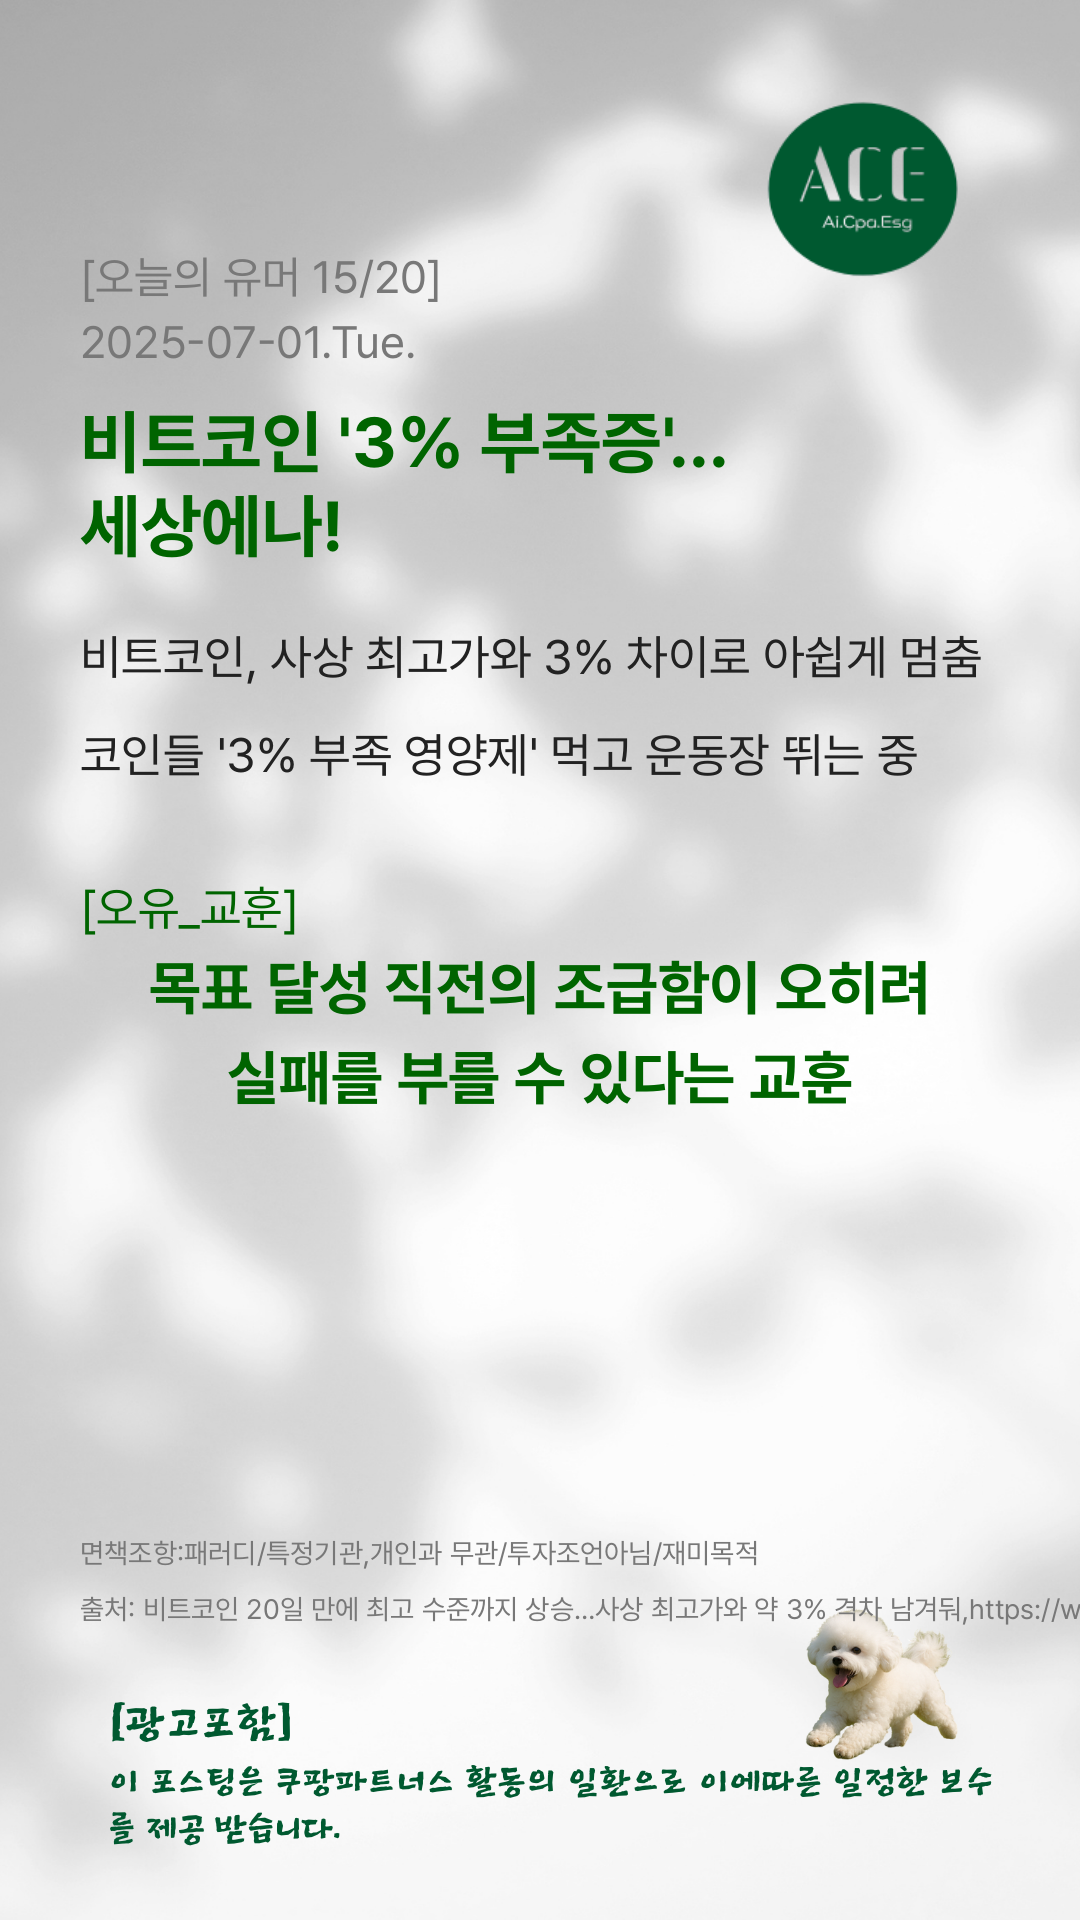 ACE
Ai.Cpa.Esg
[오늘의 유머 15/20]
2025-07-01.Tue.
비트코인 '3% 부족증'...
세상에나!
비트코인, 사상 최고가와 3% 차이로 아쉽게 멈춤
코인들 '3% 부족 영양제' 먹고 운동장 뛰는 중
[오유_교훈]
목표 달성 직전의 조급함이 오히려
실패를 부를 수 있다는 교훈
면책조항:패러디/특정기관,개인과 무관/투자조언아님/재미목적
출처: 비트코인 20일 만에 최고 수준까지 상승...사상 최고가와 약 3% 격차 남겨둬,https://w
[광고포함]
이 포스팅은 쿠팡파트너스 활동의 일환으로 이에따른 일정한 보수
를 제공 받습니다.